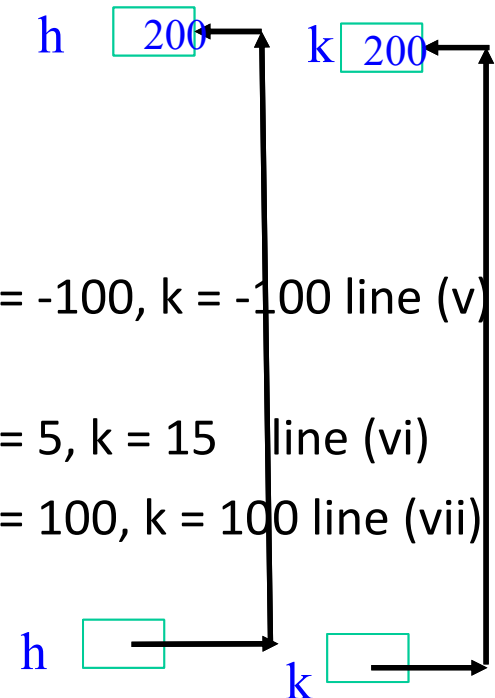 h 200 k 200
= -100, k = -100 line (v)
= 5, k = 15 line (vi)
= 100, k = 100 line (vii)
h k